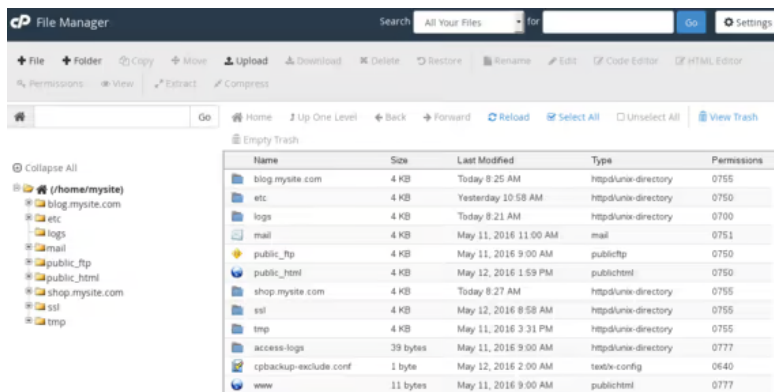 cP File Manager Search All Your Files for Go Settings
+ File + Folder Copy Move Upload Download Delete Restore Rename Edit Code Editor HTML Editor
Permissions View Extract Compress
Go Home Up One Level Back Forward Reload Select All Unselect All View Trash
Empty Trash
Collapse All
(/home/mysite)
blog.mysite.com
etc
logs
mail
public_ftp
public_html
shop.mysite.com
ssl
tmp
Name Size Last Modified Type Permissions
blog.mysite.com 4 KB Today 8:25 AM httpd/unix-directory 0755
etc 4 KB Yesterday 10:58 AM httpd/unix-directory 0750
logs 4 KB Today 8:21 AM httpd/unix-directory 0700
mail 4 KB May 11, 2016 11:00 AM mail 0751
public_ftp 4 KB May 11, 2016 9:00 AM publicftp 0750
public_html 4 KB May 12, 2016 1:59 PM publichtml 0750
shop.mysite.com 4 KB Today 8:27 AM httpd/unix-directory 0755
ssl 4 KB May 12, 2016 8:58 AM httpd/unix-directory 0755
tmp 4 KB May 11, 2016 3:31 PM httpd/unix-directory 0755
access-logs 39 bytes May 11, 2016 9:00 AM httpd/unix-directory 0777
cpbackup-exclude.conf 1 byte May 12, 2016 2:00 AM text/x-config 0640
www 11 bytes May 11, 2016 9:00 AM publichtml 0777